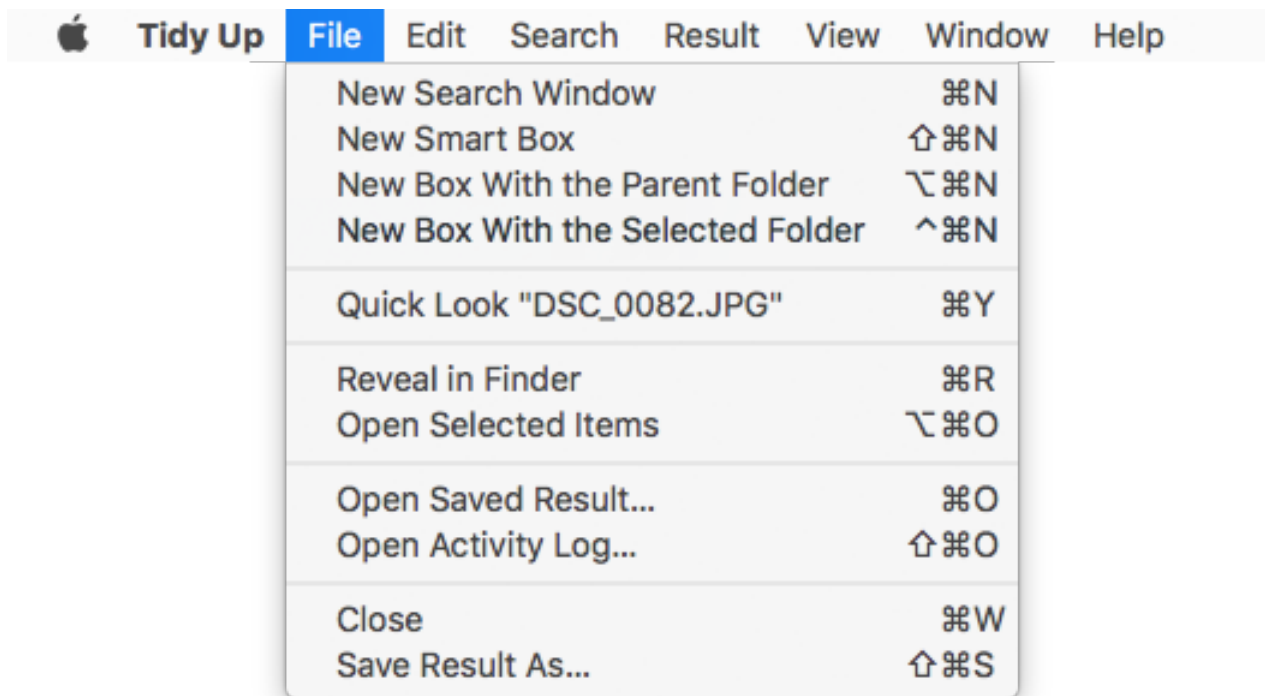 Tidy Up File Edit Search Result View Window Help
New Search Window ⌘N
New Smart Box ⇧⌘N
New Box With the Parent Folder ⌥⌘N
New Box With the Selected Folder ^⌘N
Quick Look "DSC_0082.JPG" ⌘Y
Reveal in Finder ⌘R
Open Selected Items ⌥⌘O
Open Saved Result... ⌘O
Open Activity Log... ⇧⌘O
Close ⌘W
Save Result As... ⇧⌘S